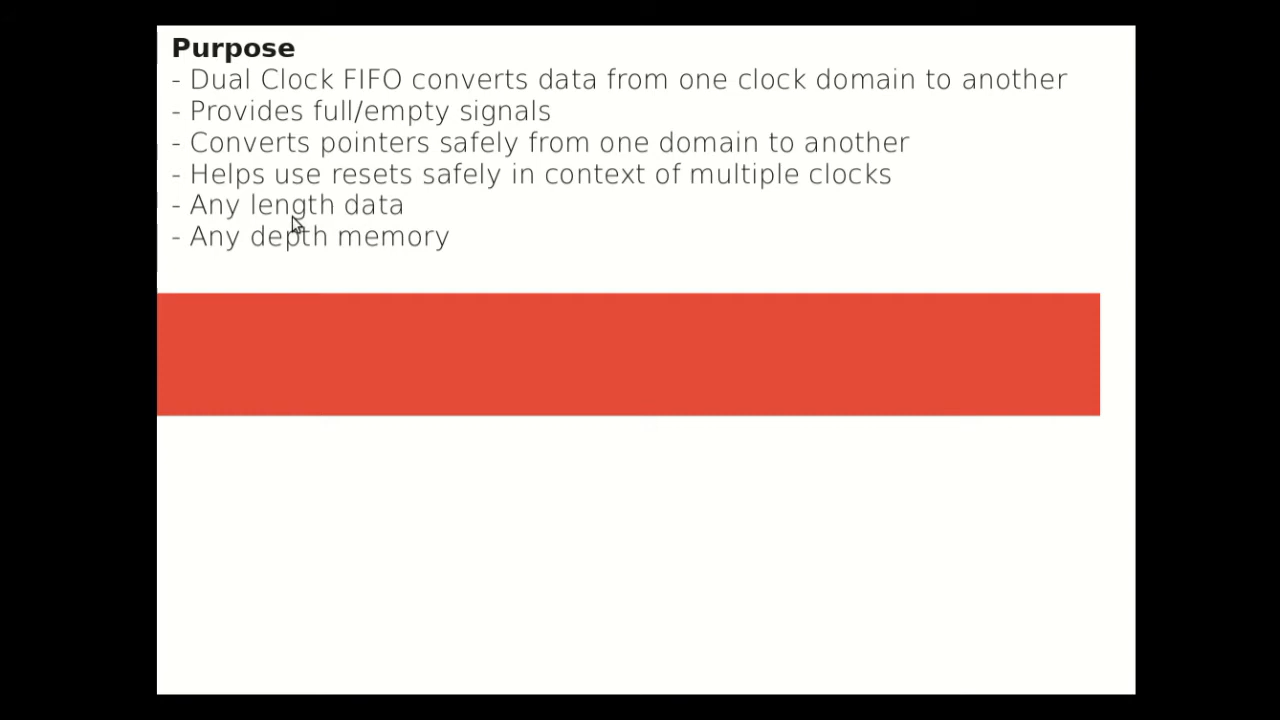 Purpose
- Dual Clock FIFO converts data from one clock domain to another
- Provides full/empty signals
- Converts pointers safely from one domain to another
- Helps use resets safely in context of multiple clocks
- Any length data
- Any depth memory